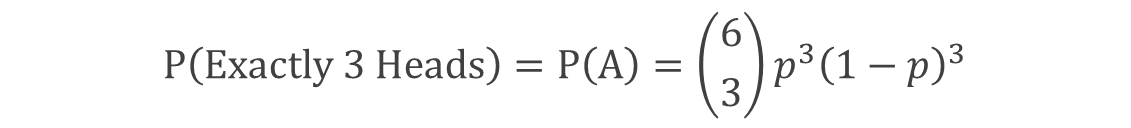 P(Exactly 3 Heads) = P(A) = (6 3) p³(1 − p)³